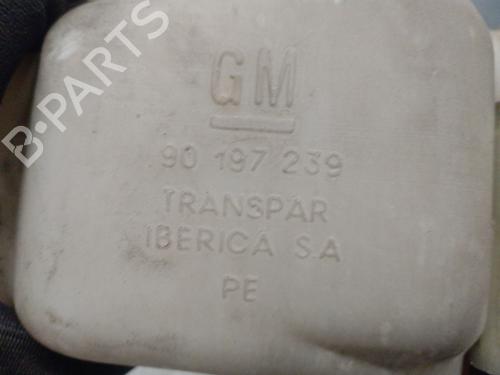 GM
90 197 239
TRANSPAR
IBERICA S.A
PE
B-PARTS